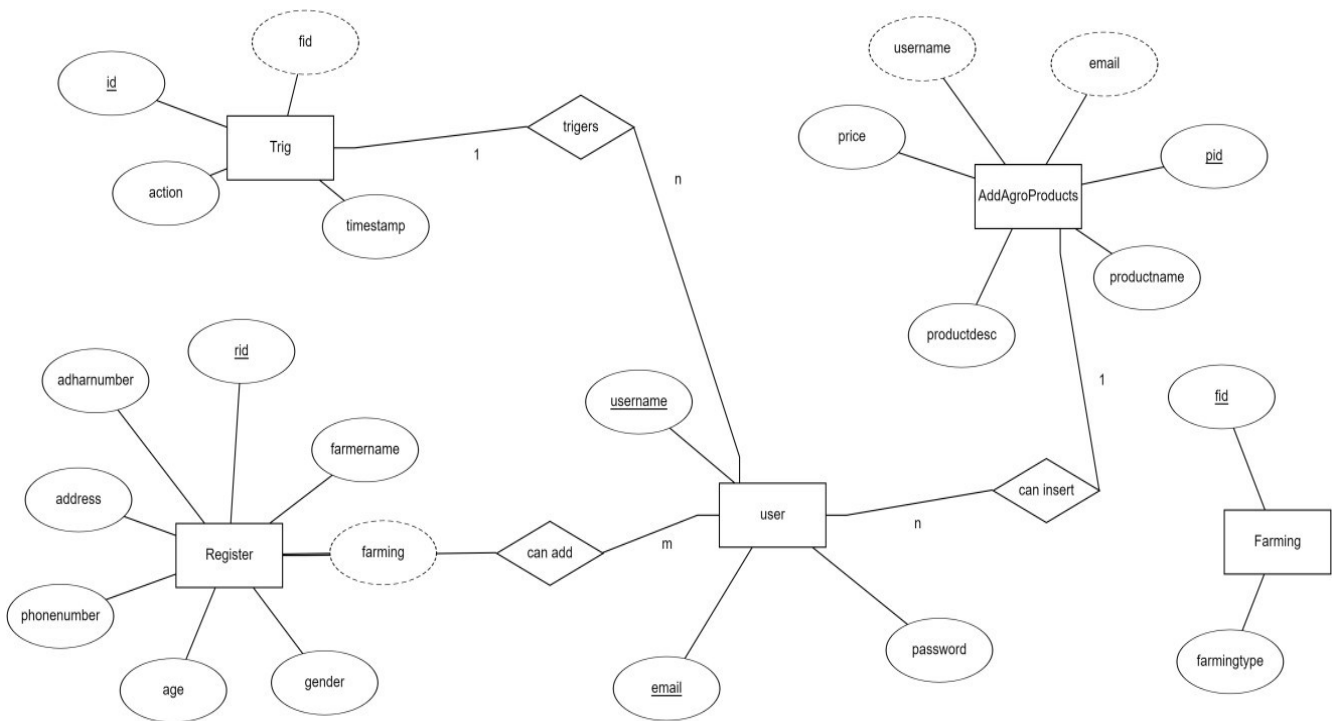 fid
id
Trig
action
timestamp
trigers
1
n
username
email
price
pid
AddAgroProducts
productname
productdesc
1
rid
adharnumber
farmername
address
Register
farming
phonenumber
age
gender
can add
m
username
user
email
password
n
can insert
fid
Farming
farmingtype